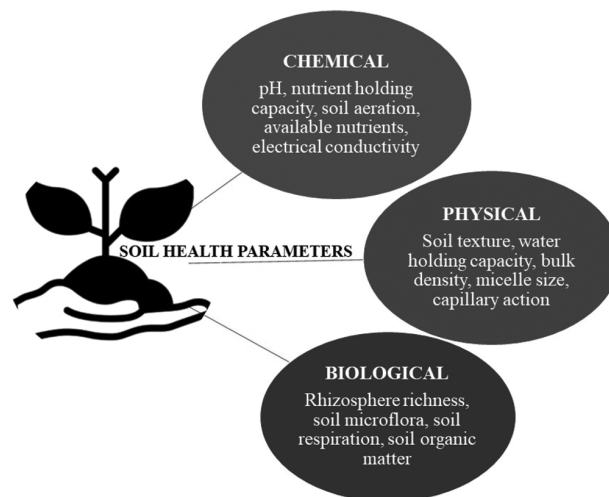 CHEMICAL
pH, nutrient holding
capacity, soil aeration,
available nutrients,
electrical conductivity
SOIL HEALTH PARAMETERS
PHYSICAL
Soil texture, water
holding capacity, bulk
density, micelle size,
capillary action
BIOLOGICAL
Rhizosphere richness,
soil microflora, soil
respiration, soil organic
matter